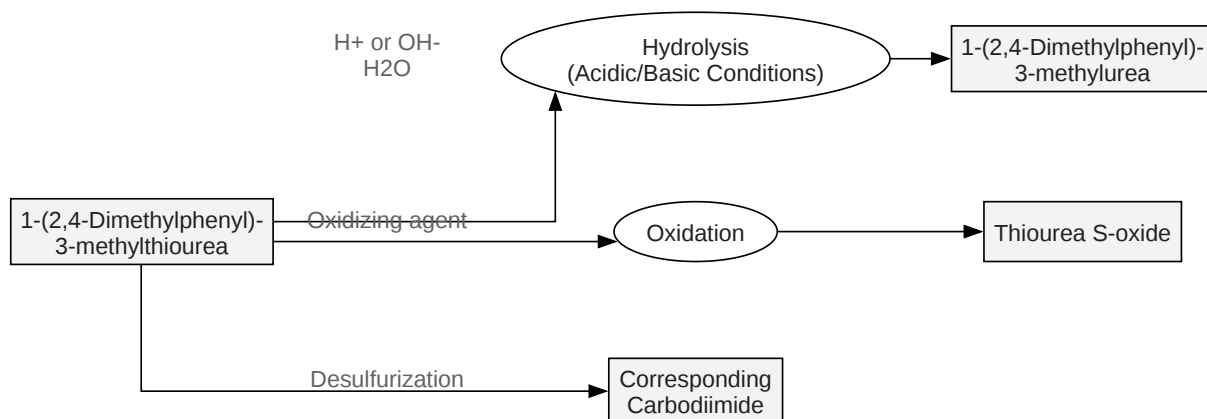 H+ or OH-
H2O
Hydrolysis
(Acidic/Basic Conditions)
1-(2,4-Dimethylphenyl)-
3-methylurea
1-(2,4-Dimethylphenyl)-
3-methylthiourea
Oxidizing agent
Oxidation
Thiourea S-oxide
Desulfurization
Corresponding
Carbodiimide